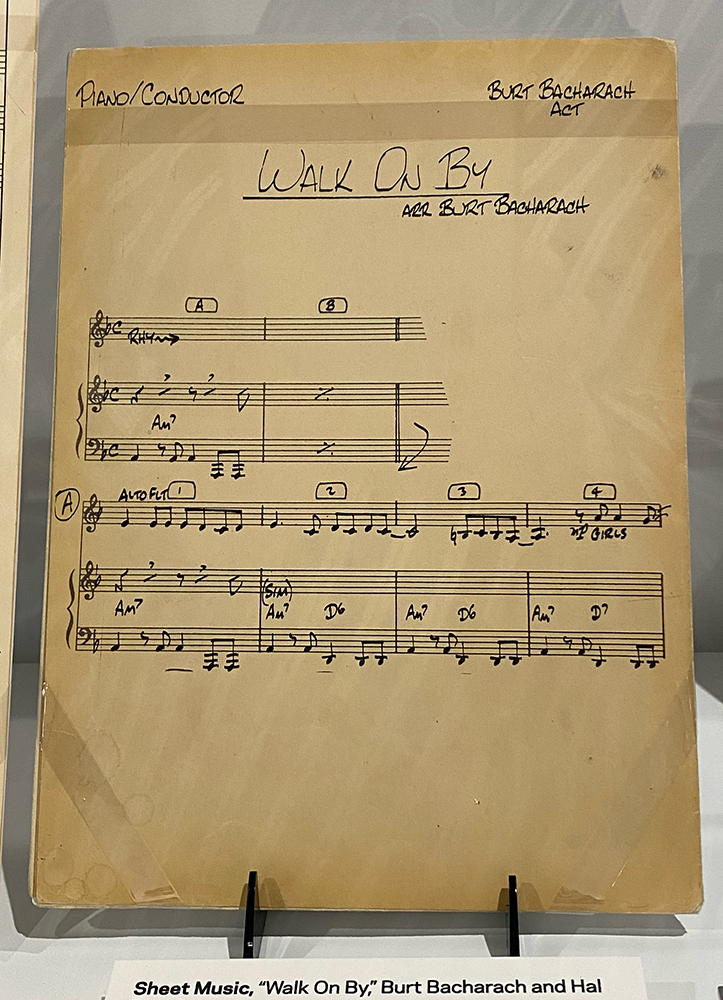 PIANO/CONDUCTOR
BURT BACHARACH
ACT
WALK ON BY
ARR BURT BACHARACH
A B
RHY
Am7
A ALTO FLT 1 2 3 4
GIRLS
(SIM)
Am7 Am7 D6 Am7 D6 Am7 D7
Sheet Music, “Walk On By,” Burt Bacharach and Hal